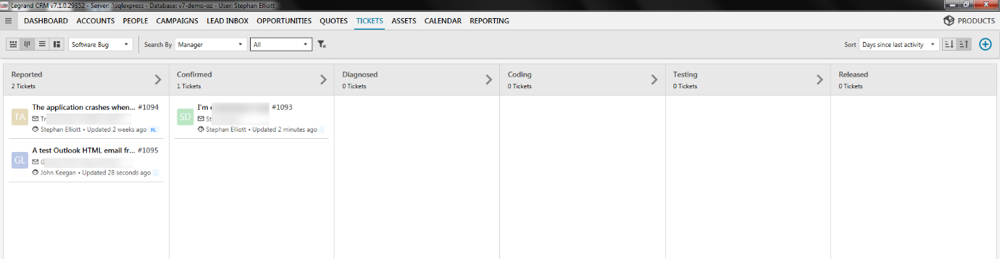 Legrand CRM v7.1.0.29352 - Server: .\sqlexpress - Database: v7-demo-oz - User: Stephan Elliott
DASHBOARD ACCOUNTS PEOPLE CAMPAIGNS LEAD INBOX OPPORTUNITIES QUOTES TICKETS ASSETS CALENDAR REPORTING PRODUCTS
Software Bug Search By Manager All Sort Days since last activity
Reported Confirmed Diagnosed Coding Testing Released
2 Tickets 1 Tickets 0 Tickets 0 Tickets 0 Tickets 0 Tickets
TA The application crashes when... #1094
Tr
Stephan Elliott • Updated 2 weeks ago N.
GL A test Outlook HTML email fr... #1095
G
John Keegan • Updated 28 seconds ago .
SD I'm #1093
St
Stephan Elliott • Updated 2 minutes ago .